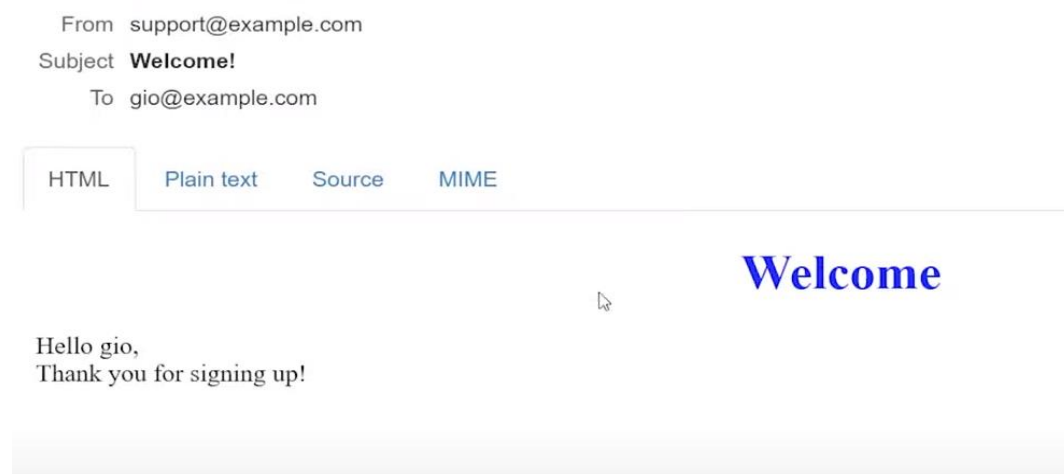 From support@example.com
Subject Welcome!
To gio@example.com
HTML Plain text Source MIME
Welcome
Hello gio,
Thank you for signing up!